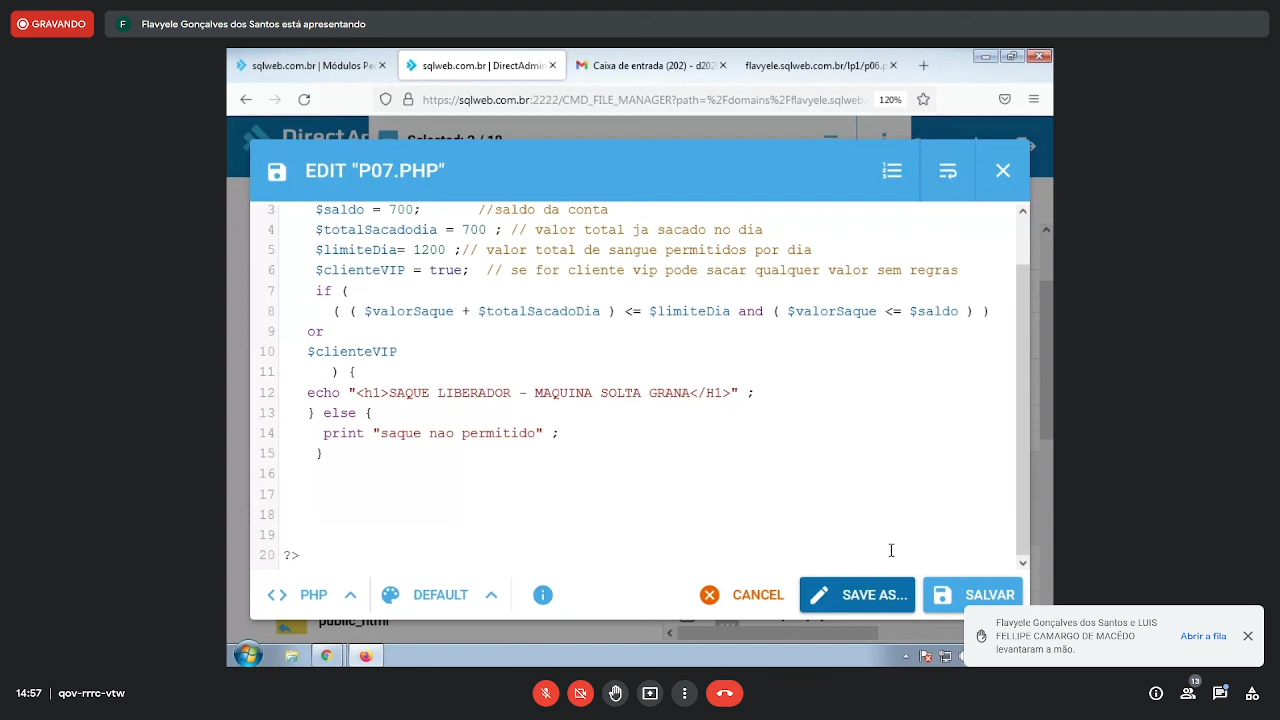 GRAVANDO
F Flavyele Gonçalves dos Santos está apresentando
sqlweb.com.br | Módulos Pe
sqlweb.com.br | DirectAdmin
Caixa de entrada (202) - d202
flavyele.sqlweb.com.br/lp1/p06.p
https://sqlweb.com.br:2222/CMD_FILE_MANAGER?path=%2Fdomains%2Fflavyele.sqlweb.
120%
EDIT "P07.PHP"
3 $saldo = 700; //saldo da conta
4 $totalSacadodia = 700 ; // valor total ja sacado no dia
5 $limiteDia= 1200 ;// valor total de sangue permitidos por dia
6 $clienteVIP = true; // se for cliente vip pode sacar qualquer valor sem regras
7 if (
8 ( ( $valorSaque + $totalSacadoDia ) <= $limiteDia and ( $valorSaque <= $saldo ) )
9 or
10 $clienteVIP
11 ) {
12 echo "<h1>SAQUE LIBERADOR - MAQUINA SOLTA GRANA</H1>" ;
13 } else {
14 print "saque nao permitido" ;
15 }
16
17
18
19
20 ?>
<> PHP
DEFAULT
CANCEL
SAVE AS...
SALVAR
public_html
Flavyele Gonçalves dos Santos e LUIS
FELLIPE CAMARGO DE MACÊDO
levantaram a mão.
Abrir a fila
14:57 | qov-rrrc-vtw
13